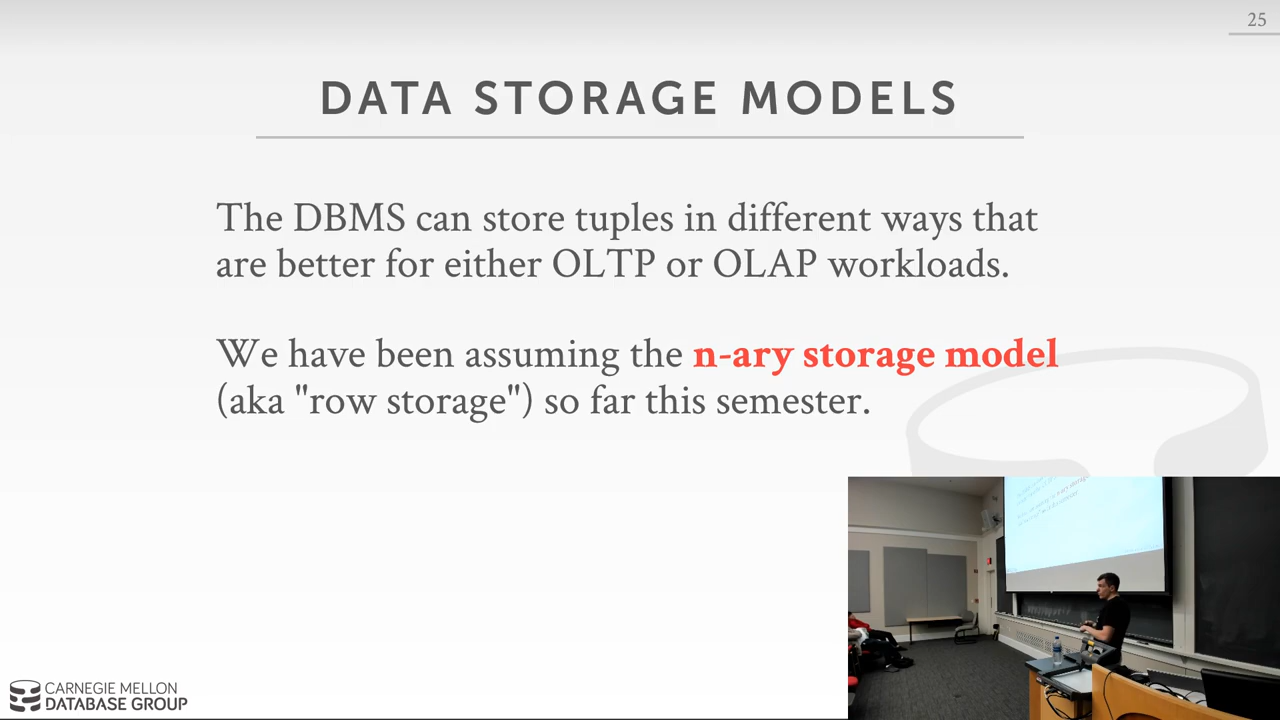 25
DATA STORAGE MODELS
The DBMS can store tuples in different ways that
are better for either OLTP or OLAP workloads.
We have been assuming the n-ary storage model
(aka "row storage") so far this semester.
CARNEGIE MELLON
DATABASE GROUP